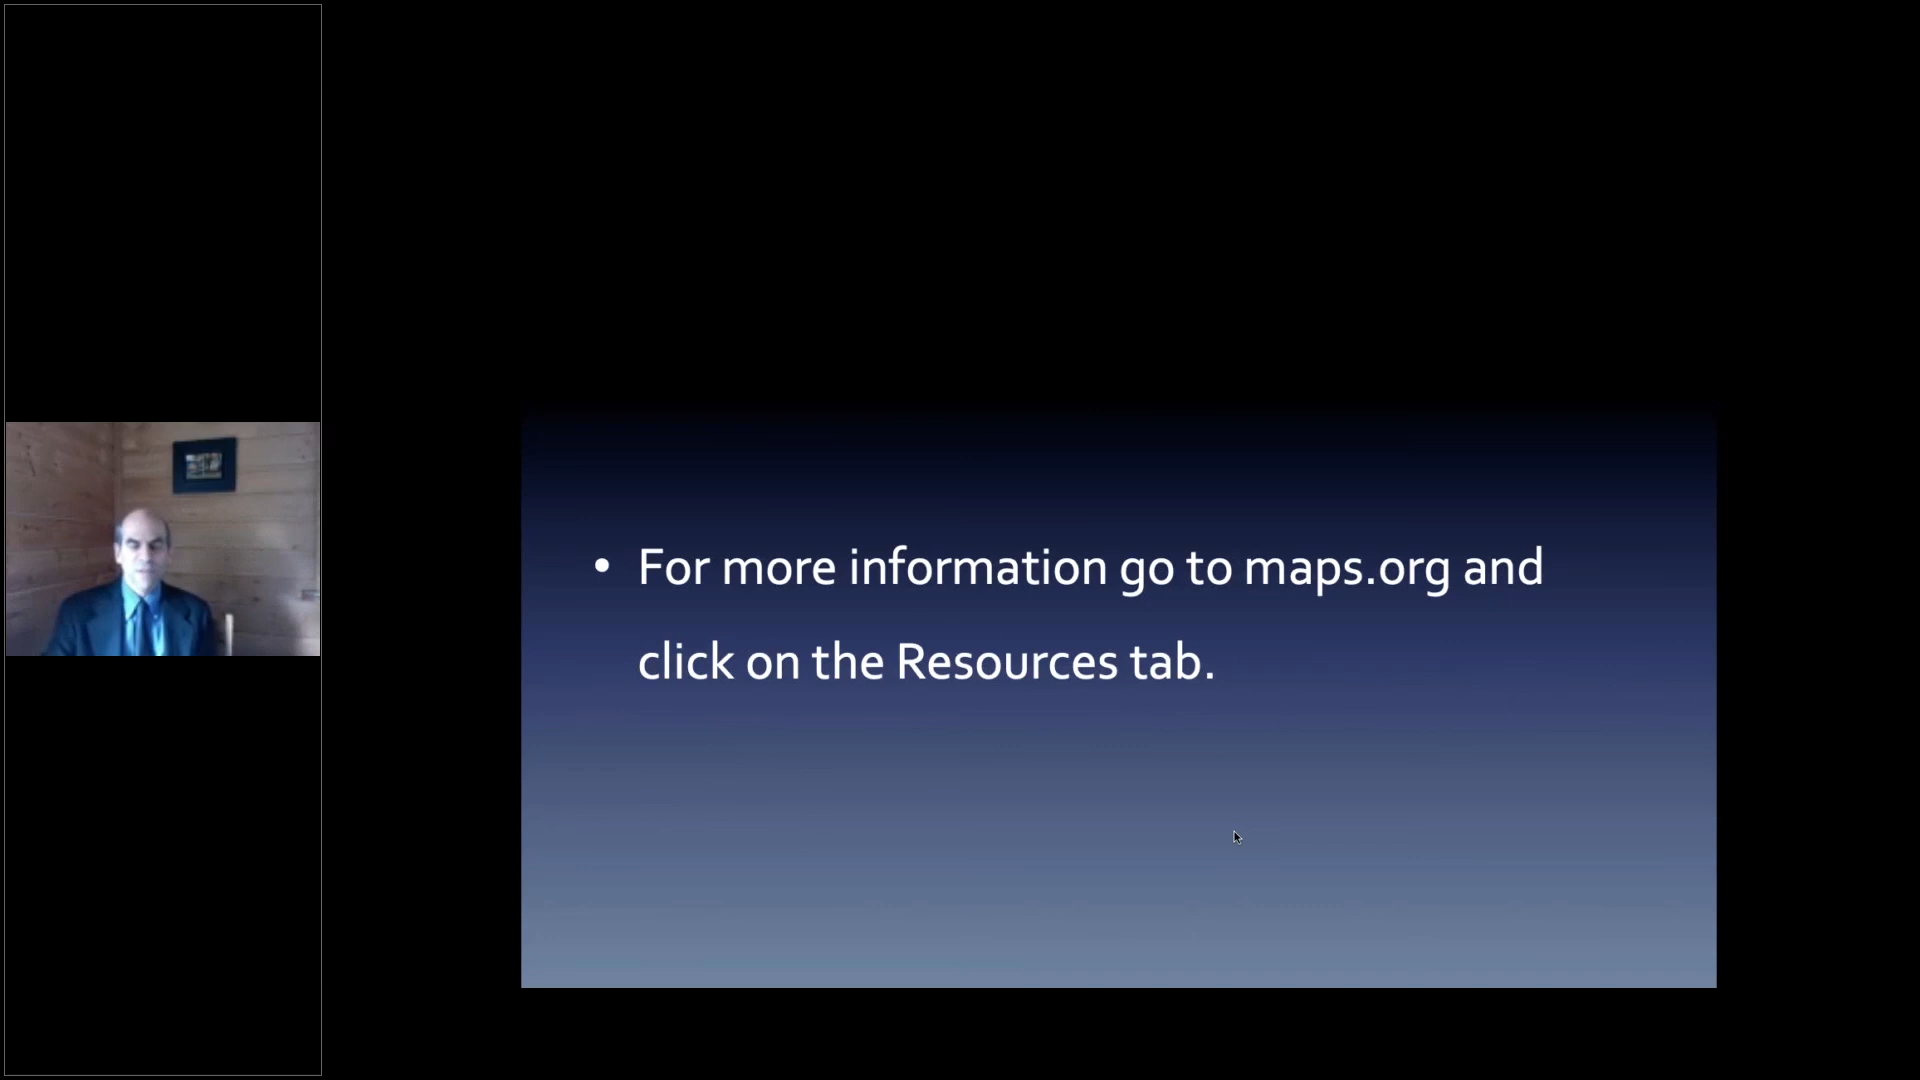 • For more information go to maps.org and
click on the Resources tab.